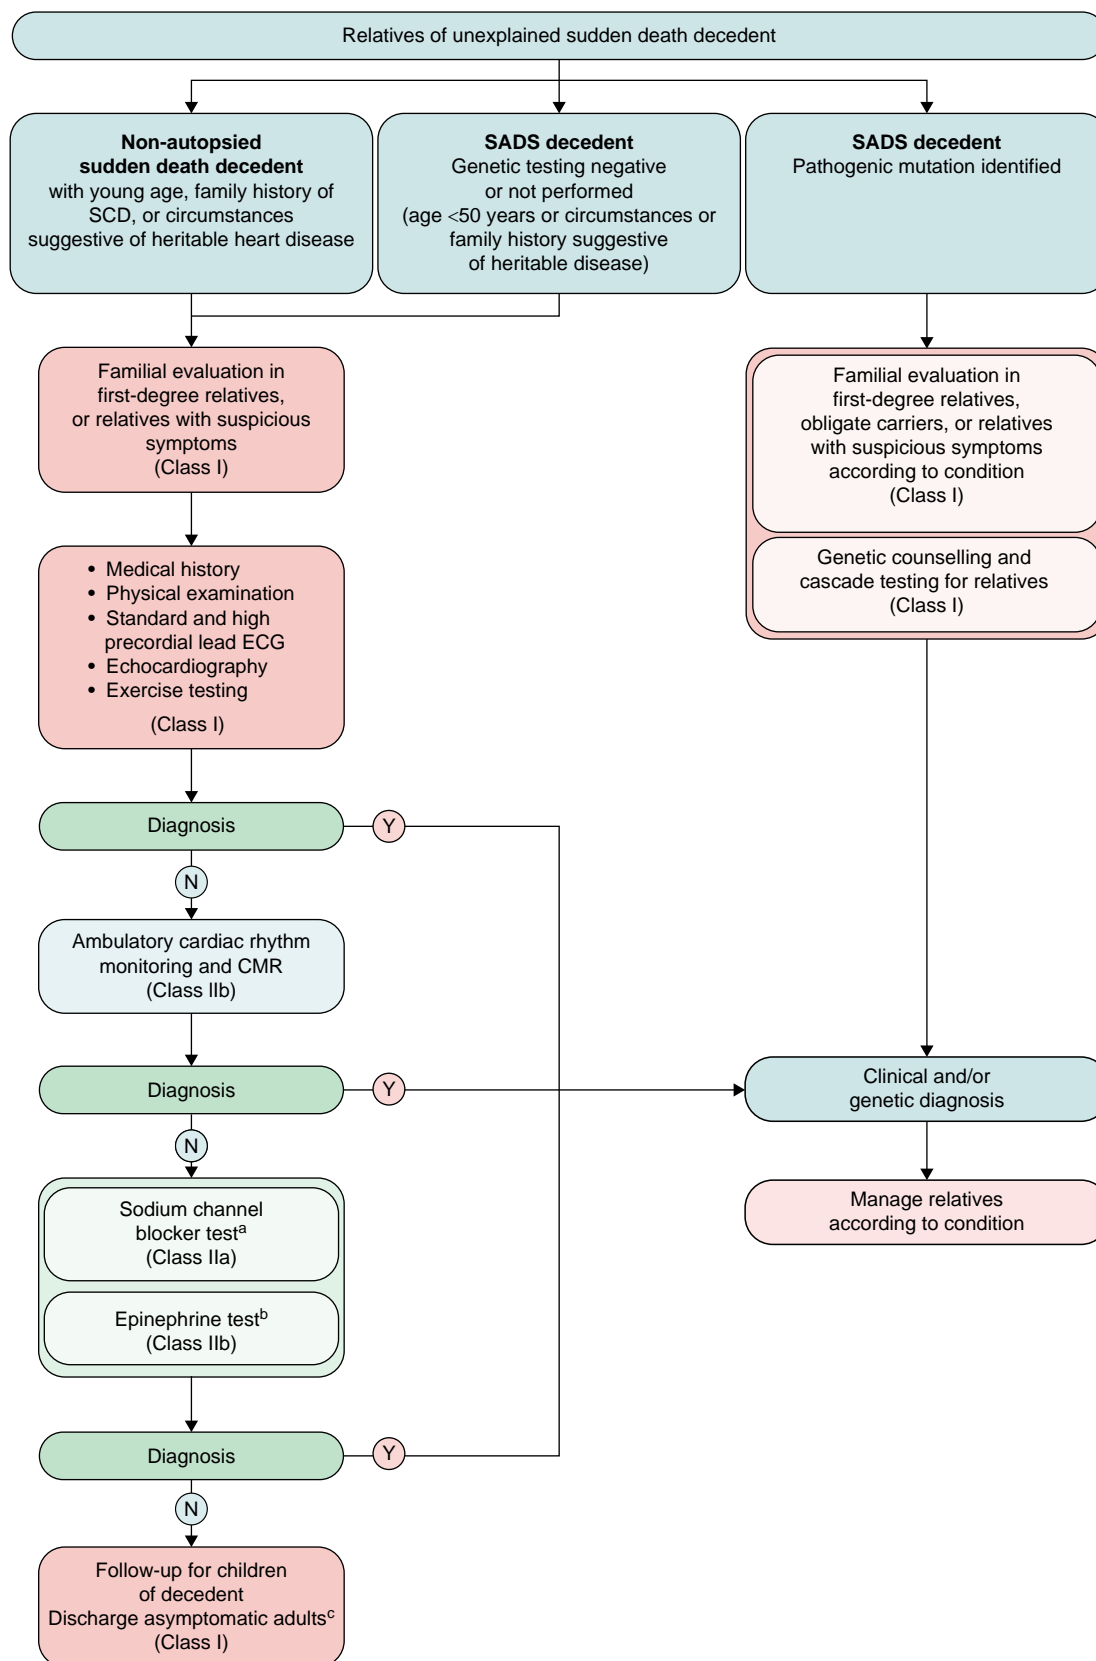 Relatives of unexplained sudden death decedent
Non-autopsied
sudden death decedent
with young age, family history of
SCD, or circumstances
suggestive of heritable heart disease
SADS decedent
Genetic testing negative
or not performed
(age <50 years or circumstances or
family history suggestive
of heritable disease)
SADS decedent
Pathogenic mutation identified
Familial evaluation in
first-degree relatives,
or relatives with suspicious
symptoms
(Class I)
Familial evaluation in
first-degree relatives,
obligate carriers, or relatives
with suspicious symptoms
according to condition
(Class I)
Genetic counselling and
cascade testing for relatives
(Class I)
• Medical history
• Physical examination
• Standard and high
precordial lead ECG
• Echocardiography
• Exercise testing
(Class I)
Diagnosis
Y
N
Ambulatory cardiac rhythm
monitoring and CMR
(Class IIb)
Diagnosis
Y
Clinical and/or
genetic diagnosis
N
Sodium channel
blocker testᵃ
(Class IIa)
Manage relatives
according to condition
Epinephrine testᵇ
(Class IIb)
Diagnosis
Y
N
Follow-up for children
of decedent
Discharge asymptomatic adultsᶜ
(Class I)